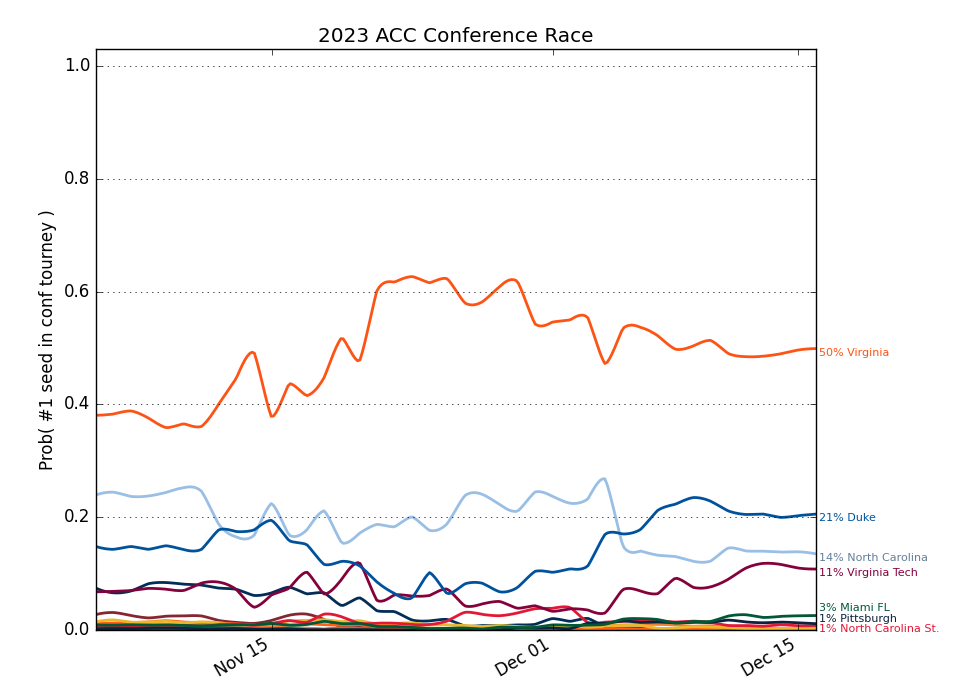 2023 ACC Conference Race
Prob( #1 seed in conf tourney )
1.0
0.8
0.6
0.4
0.2
0.0
50% Virginia
21% Duke
14% North Carolina
11% Virginia Tech
3% Miami FL
1% Pittsburgh
1% North Carolina St.
Nov 15
Dec 01
Dec 15